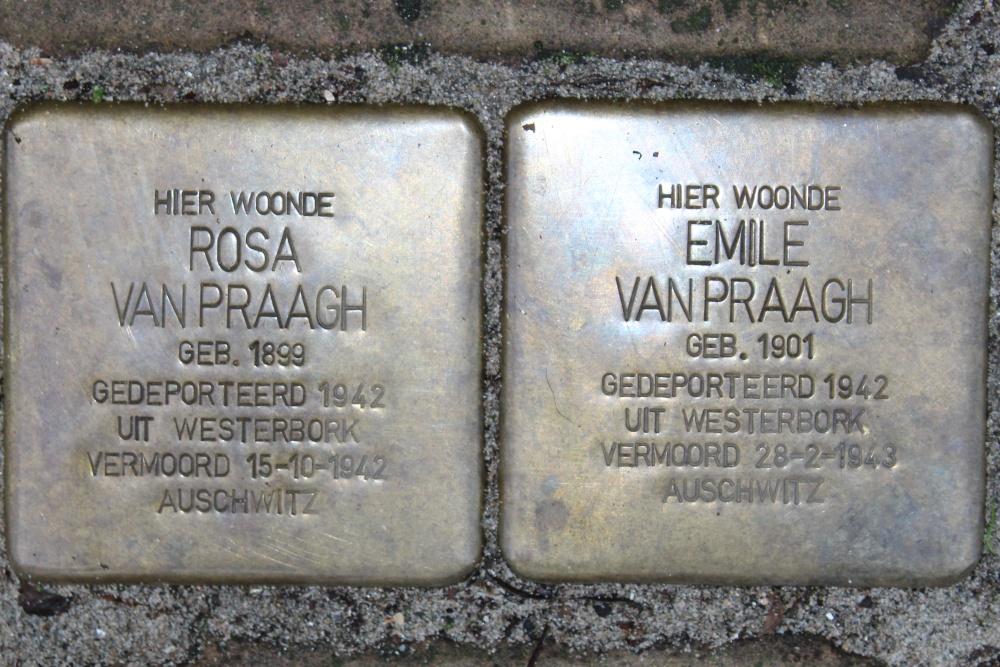 HIER WOONDE
ROSA
VAN PRAAGH
GEB. 1899
GEDEPORTEERD 1942
UIT WESTERBORK
VERMOORD 15-10-1942
AUSCHWITZ
HIER WOONDE
EMILE
VAN PRAAGH
GEB. 1901
GEDEPORTEERD 1942
UIT WESTERBORK
VERMOORD 28-2-1943
AUSCHWITZ